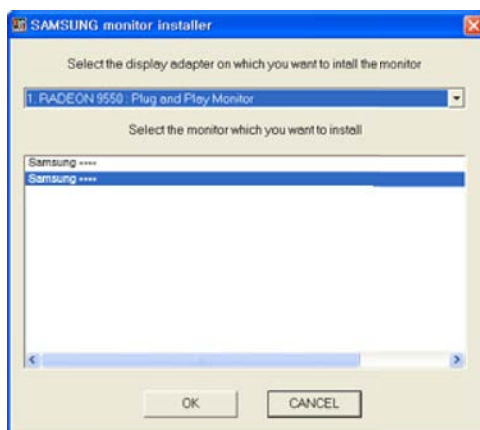 SAMSUNG monitor installer
Select the display adapter on which you want to intall the monitor
1. RADEON 9550 : Plug and Play Monitor
Select the monitor which you want to install
Samsung ****
Samsung ****
OK
CANCEL